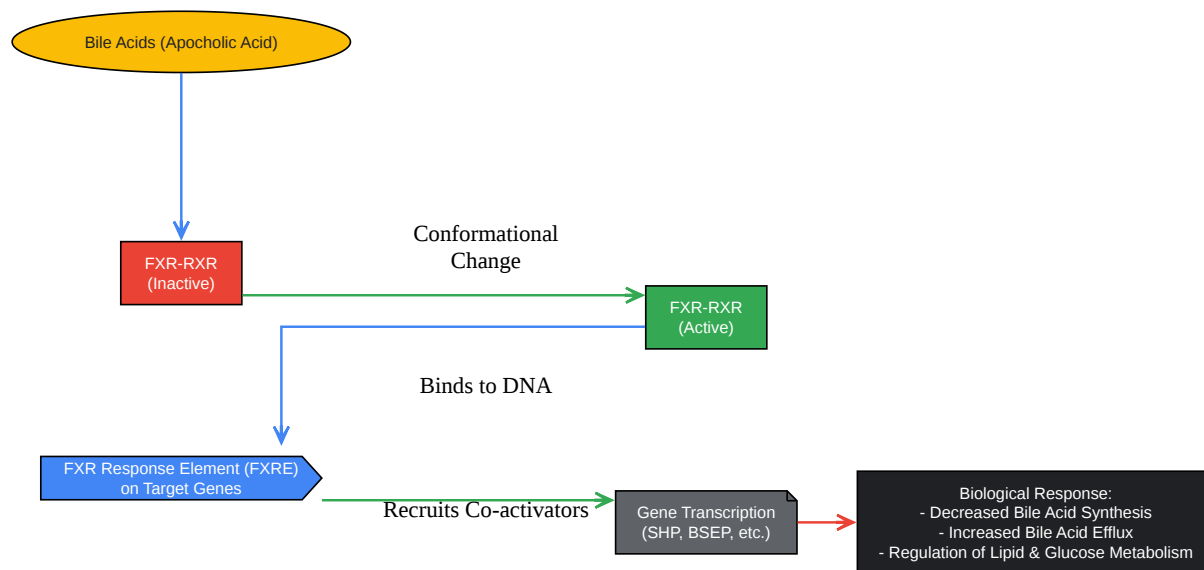 Bile Acids (Apocholic Acid)
Conformational
Change
FXR-RXR
(Inactive)
FXR-RXR
(Active)
Binds to DNA
FXR Response Element (FXRE)
on Target Genes
Recruits Co-activators
Gene Transcription
(SHP, BSEP, etc.)
Biological Response:
- Decreased Bile Acid Synthesis
- Increased Bile Acid Efflux
- Regulation of Lipid & Glucose Metabolism